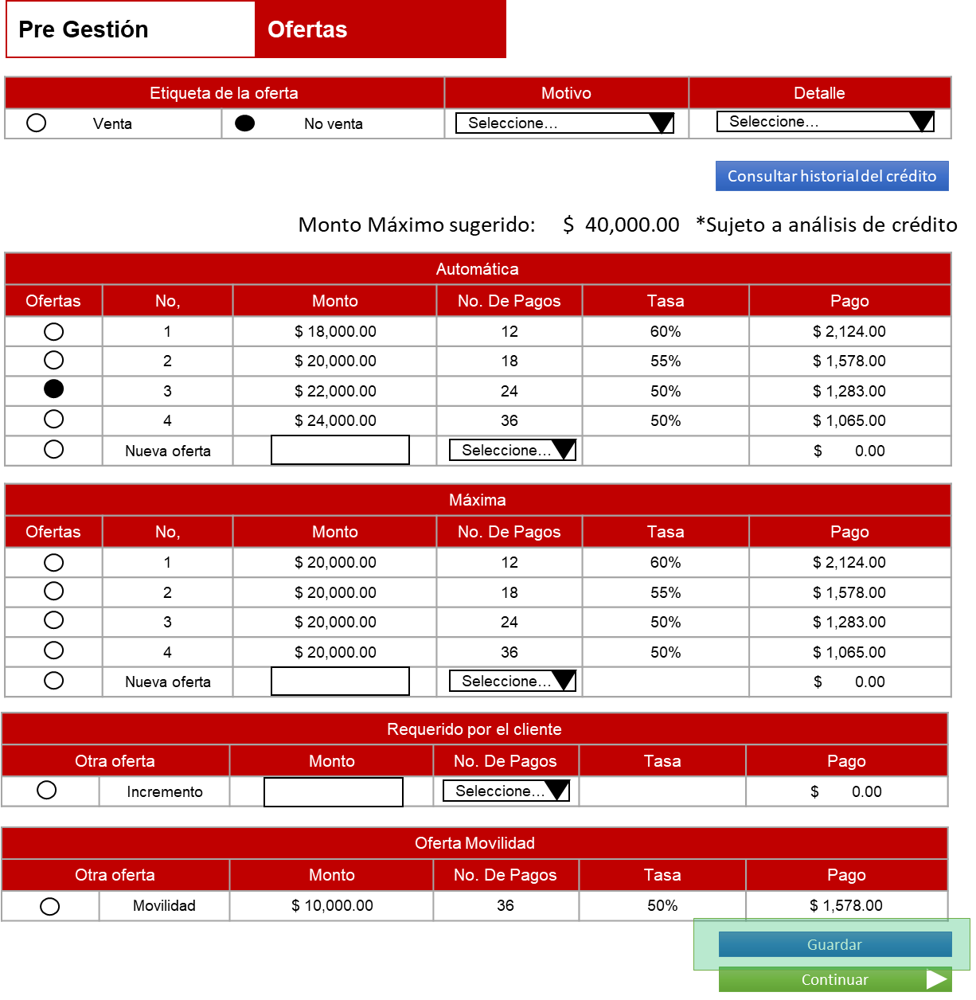 Pre Gestión Ofertas
Etiqueta de la oferta Motivo Detalle
Venta No venta Seleccione... Seleccione...
Consultar historial del crédito
Monto Máximo sugerido: $ 40,000.00 *Sujeto a análisis de crédito
Automática
Ofertas No, Monto No. De Pagos Tasa Pago
1 $ 18,000.00 12 60% $ 2,124.00
2 $ 20,000.00 18 55% $ 1,578.00
3 $ 22,000.00 24 50% $ 1,283.00
4 $ 24,000.00 36 50% $ 1,065.00
Nueva oferta Seleccione... $ 0.00
Máxima
Ofertas No, Monto No. De Pagos Tasa Pago
1 $ 20,000.00 12 60% $ 2,124.00
2 $ 20,000.00 18 55% $ 1,578.00
3 $ 20,000.00 24 50% $ 1,283.00
4 $ 20,000.00 36 50% $ 1,065.00
Nueva oferta Seleccione... $ 0.00
Requerido por el cliente
Otra oferta Monto No. De Pagos Tasa Pago
Incremento Seleccione... $ 0.00
Oferta Movilidad
Otra oferta Monto No. De Pagos Tasa Pago
Movilidad $ 10,000.00 36 50% $ 1,578.00
Guardar
Continuar